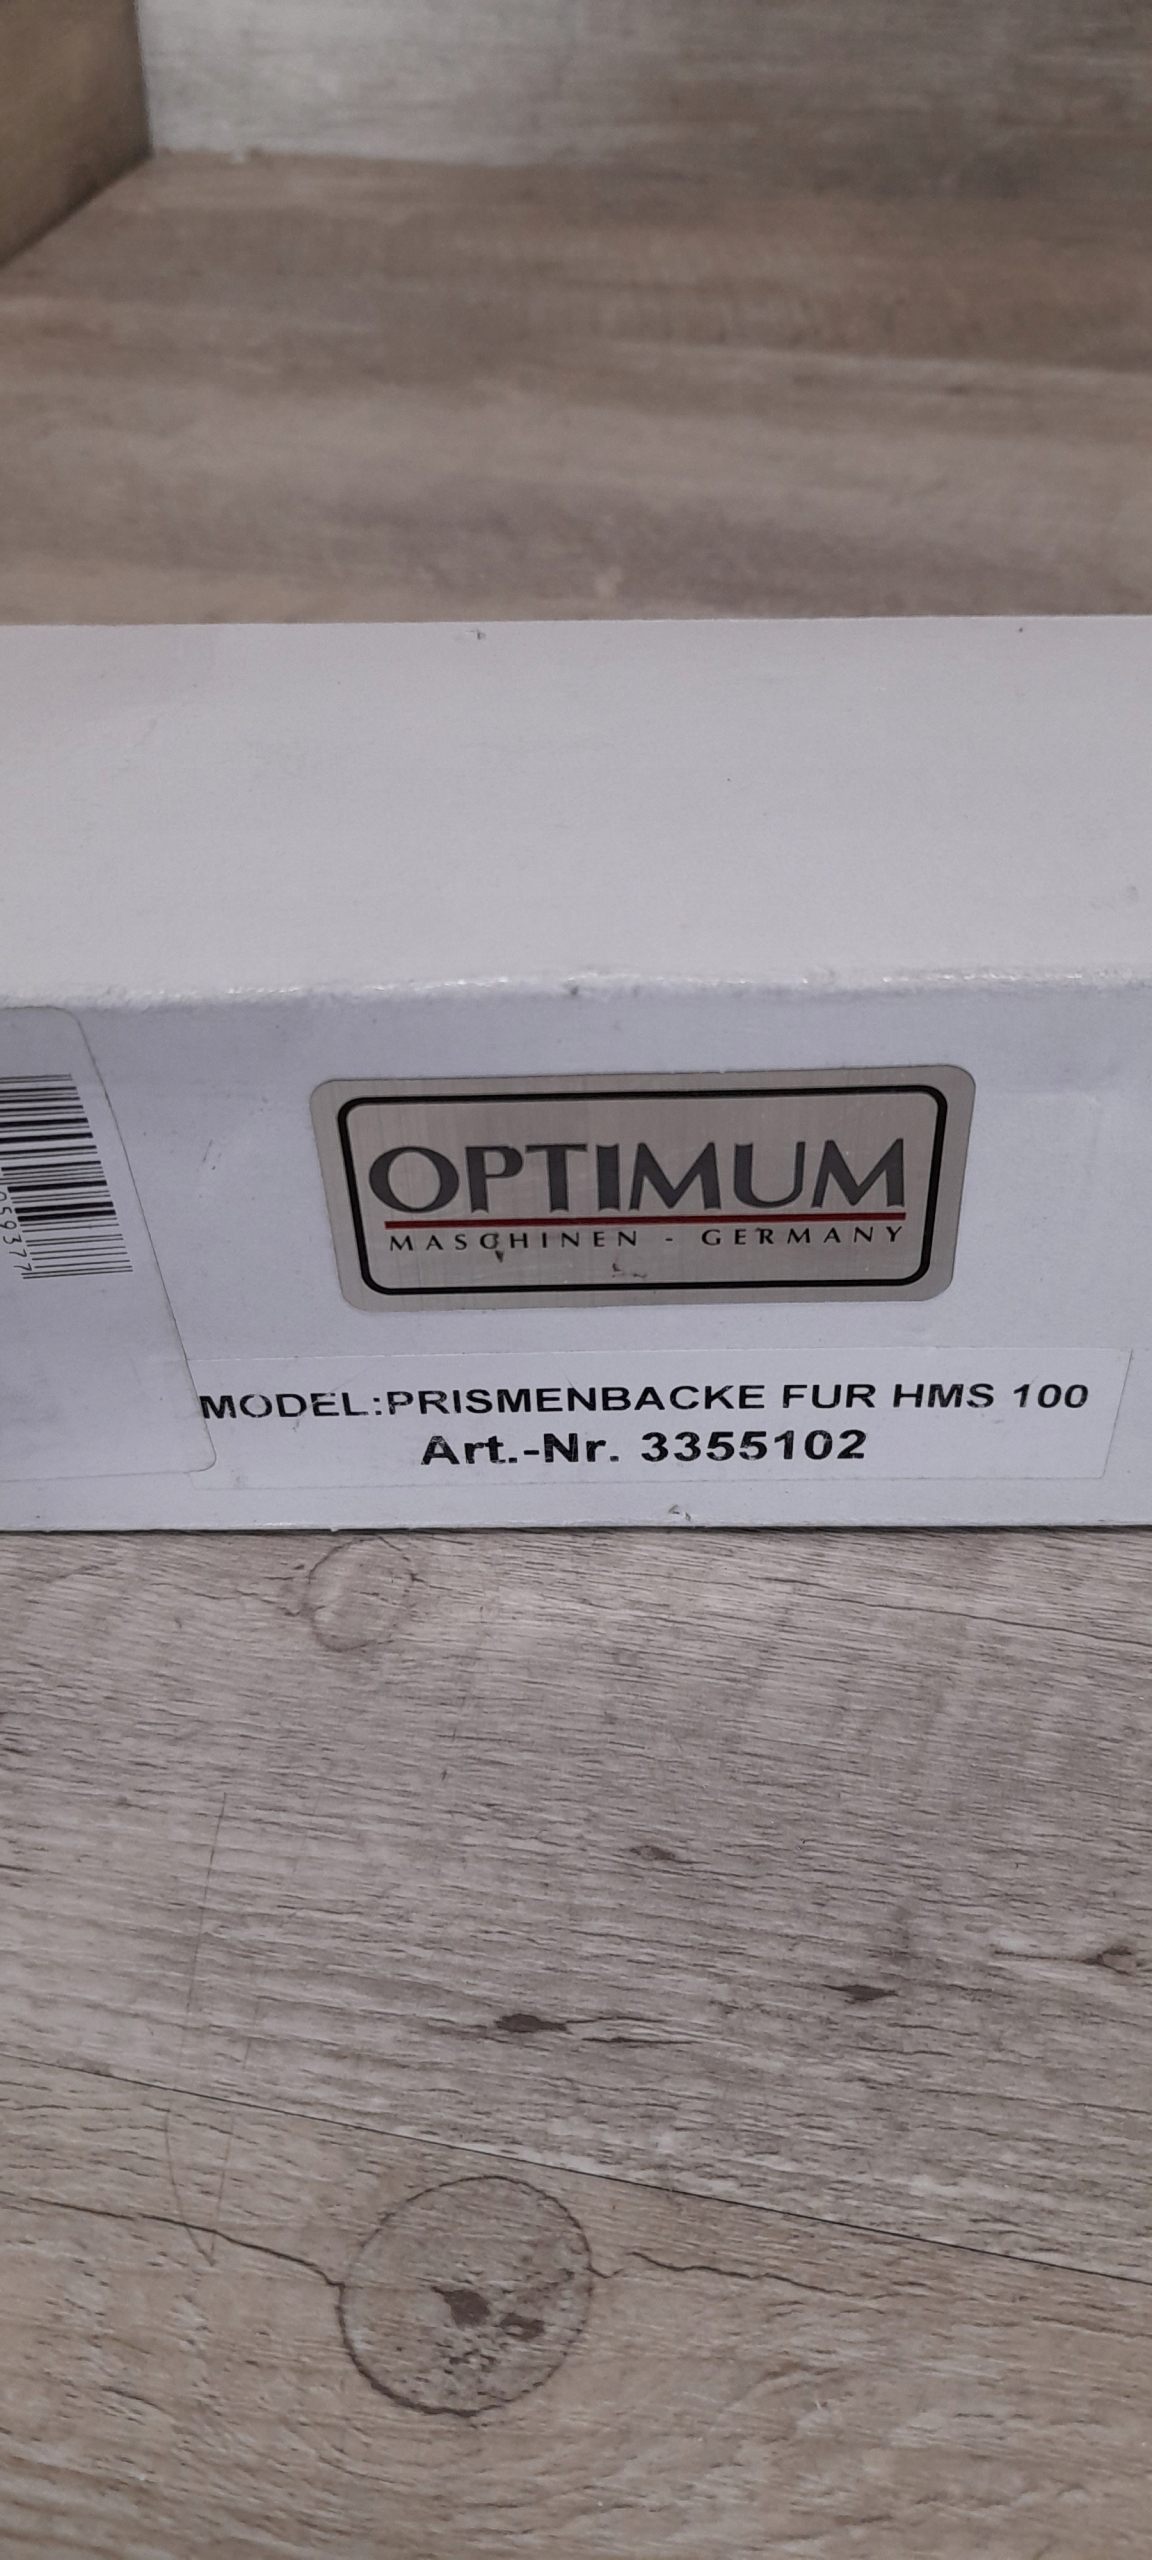 OPTIMUM
MASCHINEN - GERMANY
MODEL:PRISMENBACKE FUR HMS 100
Art.-Nr. 3355102